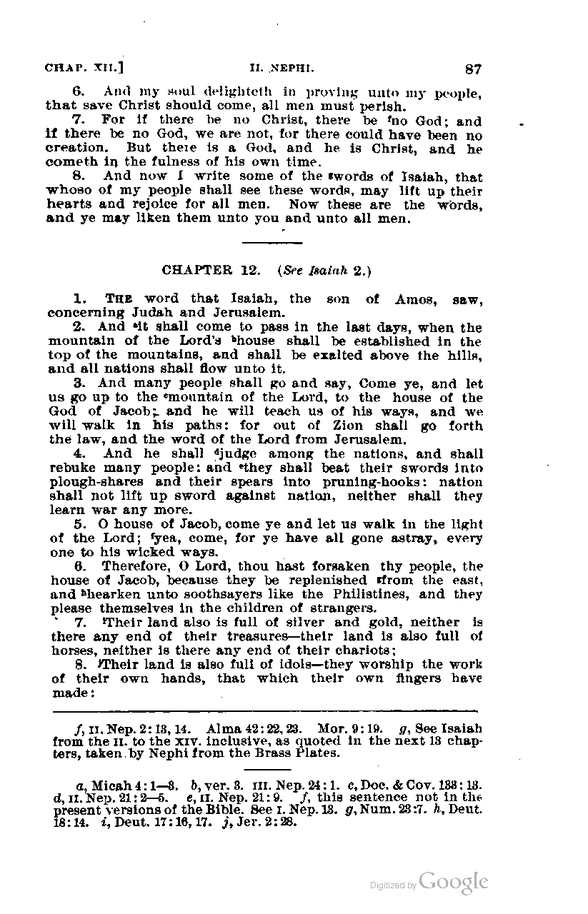 CHAP. XII.] II. NEPHI. 87
6. And my soul delighteth in proving unto my people,
that save Christ should come, all men must perish.
7. For if there be no Christ, there be fno God; and
if there be no God, we are not, for there could have been no
creation. But there is a God, and he is Christ, and he
cometh in the fulness of his own time.
8. And now I write some of the gwords of Isaiah, that
whoso of my people shall see these words, may lift up their
hearts and rejoice for all men. Now these are the words,
and ye may liken them unto you and unto all men.
CHAPTER 12. (See Isaiah 2.)
1. THE word that Isaiah, the son of Amos, saw,
concerning Judah and Jerusalem.
2. And ait shall come to pass in the last days, when the
mountain of the Lord's bhouse shall be established in the
top of the mountains, and shall be exalted above the hills,
and all nations shall flow unto it.
3. And many people shall go and say, Come ye, and let
us go up to the cmountain of the Lord, to the house of the
God of Jacob; and he will teach us of his ways, and we
will walk in his paths: for out of Zion shall go forth
the law, and the word of the Lord from Jerusalem.
4. And he shall djudge among the nations, and shall
rebuke many people: and ethey shall beat their swords into
plough-shares and their spears into pruning-hooks: nation
shall not lift up sword against nation, neither shall they
learn war any more.
5. O house of Jacob, come ye and let us walk in the light
of the Lord; fyea, come, for ye have all gone astray, every
one to his wicked ways.
6. Therefore, O Lord, thou hast forsaken thy people, the
house of Jacob, because they be replenished gfrom the east,
and hhearken unto soothsayers like the Philistines, and they
please themselves in the children of strangers.
7. iTheir land also is full of silver and gold, neither is
there any end of their treasures—their land is also full of
horses, neither is there any end of their chariots;
8. jTheir land is also full of idols—they worship the work
of their own hands, that which their own fingers have
made:
f, II. Nep. 2: 13, 14. Alma 42: 22, 23. Mor. 9: 19. g, See Isaiah
from the II. to the XIV. inclusive, as quoted in the next 13 chap-
ters, taken by Nephi from the Brass Plates.
a, Micah 4: 1—3. b, ver. 3. III. Nep. 24: 1. c, Doc. & Cov. 133: 13.
d, II. Nep. 21: 2—5. e, II. Nep. 21: 9. f, this sentence not in the
present versions of the Bible. See I. Nep. 13. g, Num. 23:7. h, Deut.
18: 14. i, Deut. 17: 16, 17. j, Jer. 2: 28.
Digitized by Google